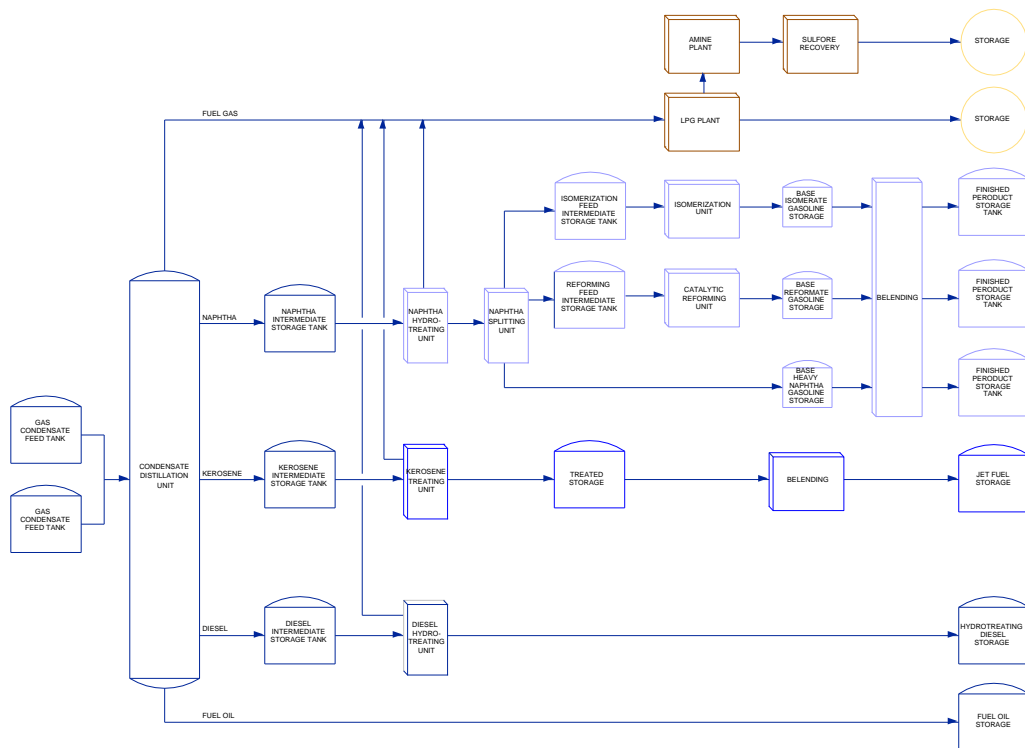 AMINE
PLANT
SULFORE
RECOVERY
STORAGE
FUEL GAS
LPG PLANT
STORAGE
ISOMERIZATION
FEED
INTERMEDIATE
STORAGE TANK
ISOMERIZATION
UNIT
BASE
ISOMERATE
GASOLINE
STORAGE
FINISHED
PERODUCT
STORAGE
TANK
NAPHTHA
NAPHTHA
INTERMEDIATE
STORAGE TANK
NAPHTHA
HYDRO-
TREATING
UNIT
NAPHTHA
SPLITTING
UNIT
REFORMING
FEED
INTERMEDIATE
STORAGE TANK
CATALYTIC
REFORMING
UNIT
BASE
REFORMATE
GASOLINE
STORAGE
BELENDING
FINISHED
PERODUCT
STORAGE
TANK
BASE
HEAVY
NAPHTHA
GASOLINE
STORAGE
FINISHED
PERODUCT
STORAGE
TANK
GAS
CONDENSATE
FEED TANK
GAS
CONDENSATE
FEED TANK
CONDENSATE
DISTILLATION
UNIT
KEROSENE
KEROSENE
INTERMEDIATE
STORAGE TANK
KEROSENE
TREATING
UNIT
TREATED
STORAGE
BELENDING
JET FUEL
STORAGE
DIESEL
DIESEL
INTERMEDIATE
STORAGE TANK
DIESEL
HYDRO-
TREATING
UNIT
HYDROTREATING
DIESEL
STORAGE
FUEL OIL
FUEL OIL
STORAGE